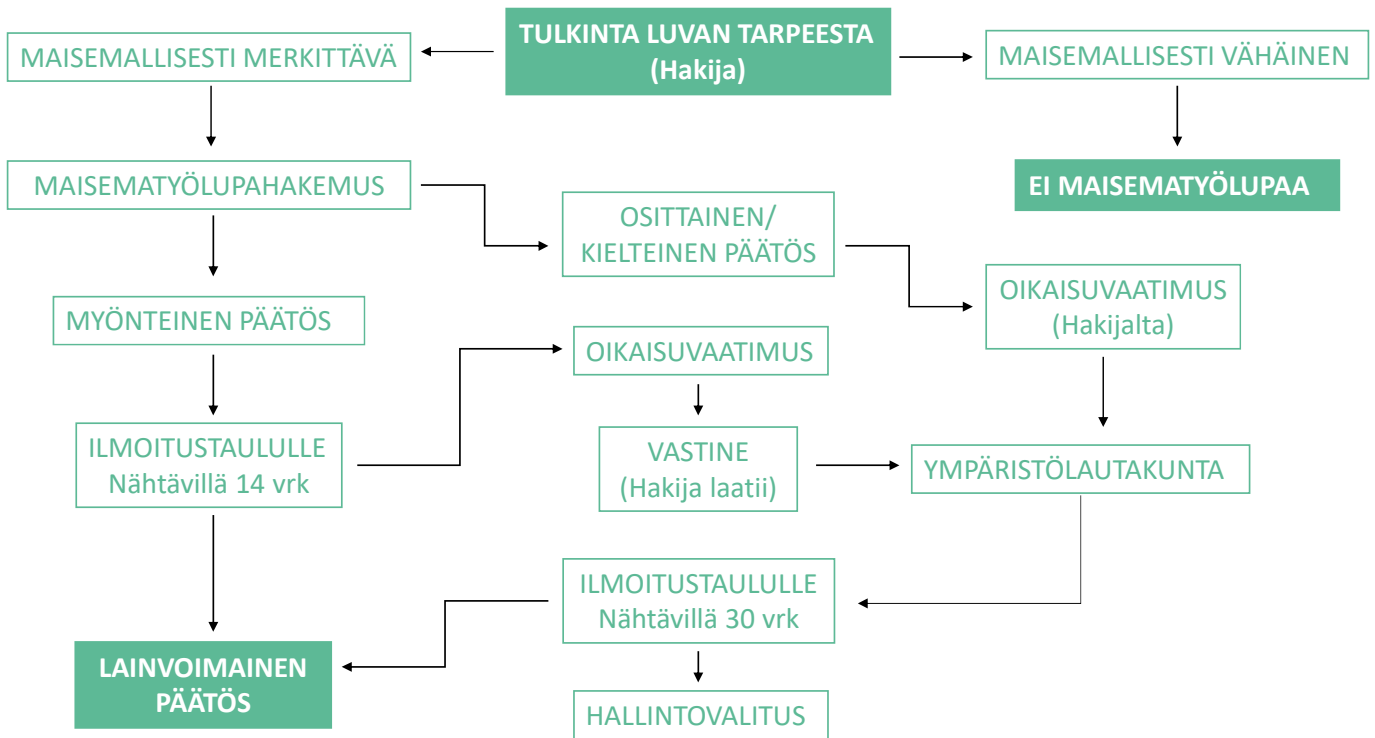 TULKINTA LUVAN TARPEESTA
(Hakija)
MAISEMALLISESTI MERKITTÄVÄ
MAISEMALLISESTI VÄHÄINEN
MAISEMATYÖLUPAHAKEMUS
EI MAISEMATYÖLUPAA
OSITTAINEN/
KIELTEINEN PÄÄTÖS
OIKAISUVAATIMUS
(Hakijalta)
MYÖNTEINEN PÄÄTÖS
OIKAISUVAATIMUS
ILMOITUSTAULULLE
Nähtävillä 14 vrk
VASTINE
(Hakija laatii)
YMPÄRISTÖLAUTAKUNTA
ILMOITUSTAULULLE
Nähtävillä 30 vrk
LAINVOIMAINEN
PÄÄTÖS
HALLINTOVALITUS